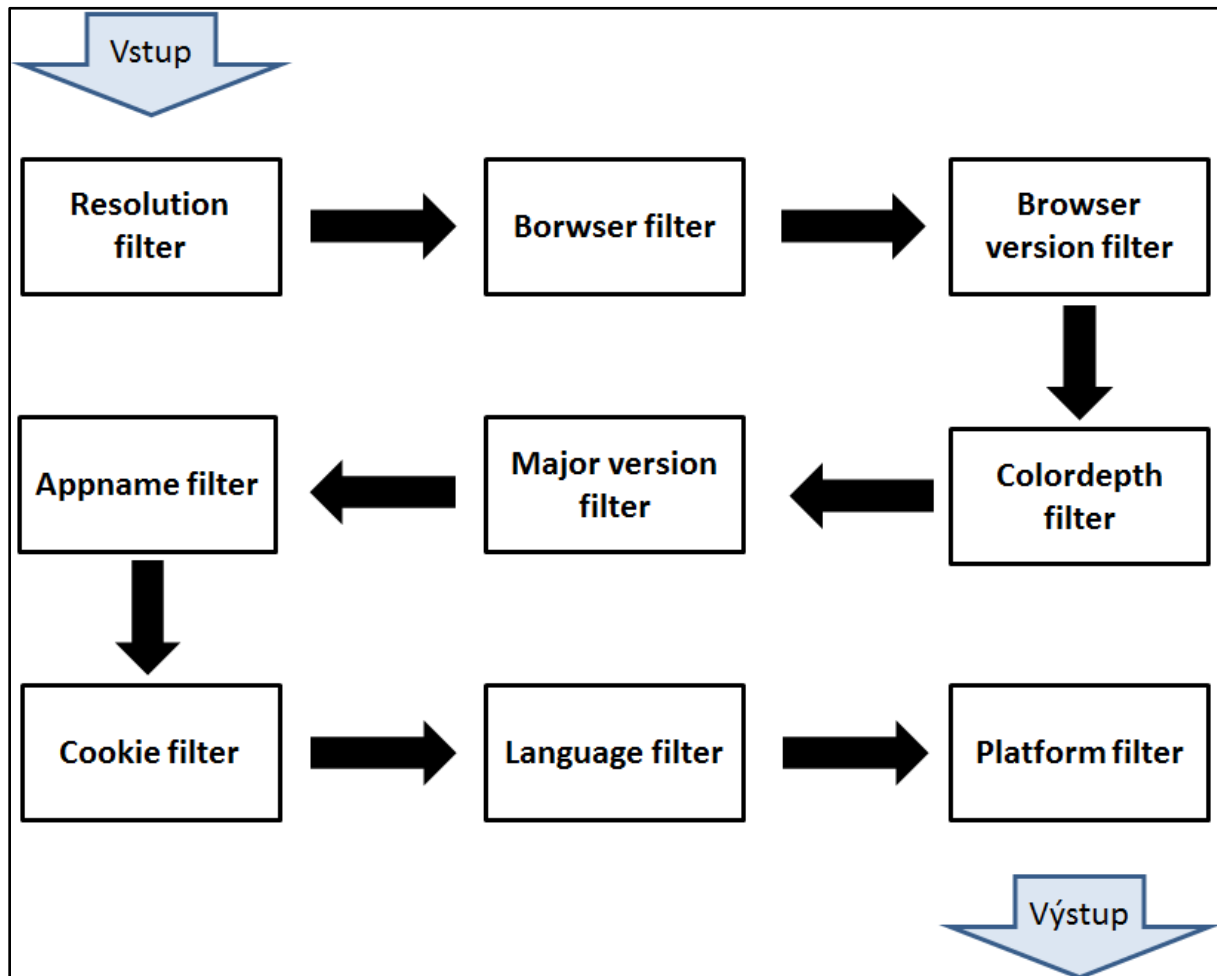 Vstup
Resolution
filter
Borwser filter
Browser
version filter
Colordepth
filter
Major version
filter
Appname filter
Cookie filter
Language filter
Platform filter
Výstup